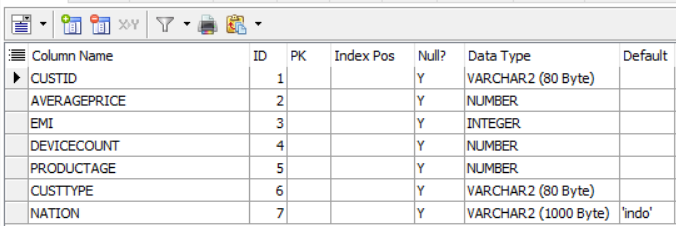 Column Name ID PK Index Pos Null? Data Type Default
CUSTID 1 Y VARCHAR2 (80 Byte)
AVERAGEPRICE 2 Y NUMBER
EMI 3 Y INTEGER
DEVICECOUNT 4 Y NUMBER
PRODUCTAGE 5 Y NUMBER
CUSTTYPE 6 Y VARCHAR2 (80 Byte)
NATION 7 Y VARCHAR2 (1000 Byte) 'indo'